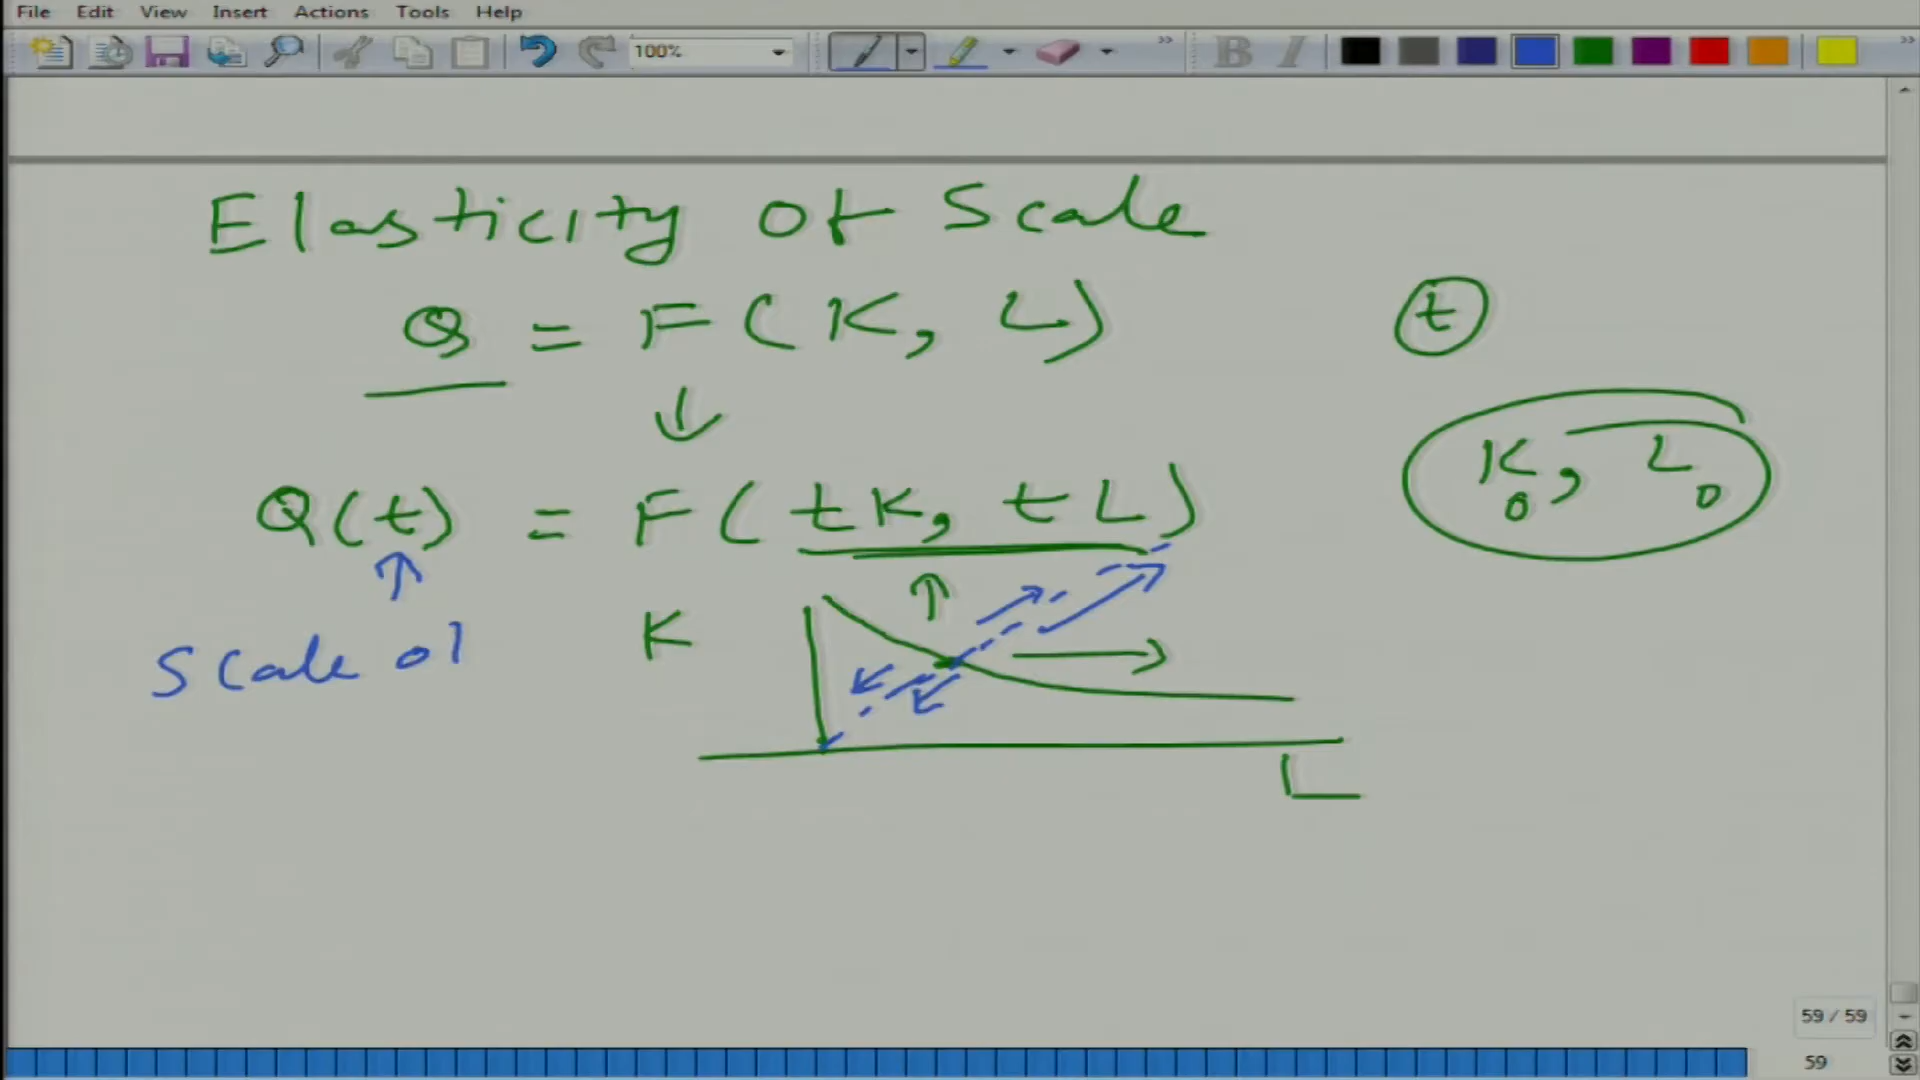 File Edit View Insert Actions Tools Help
100%
B I
Elasticity of Scale
Q = F(K, L)
t
K₀, L₀
Q(t) = F(tK, tL)
Scale of
K
L
59 / 59
59